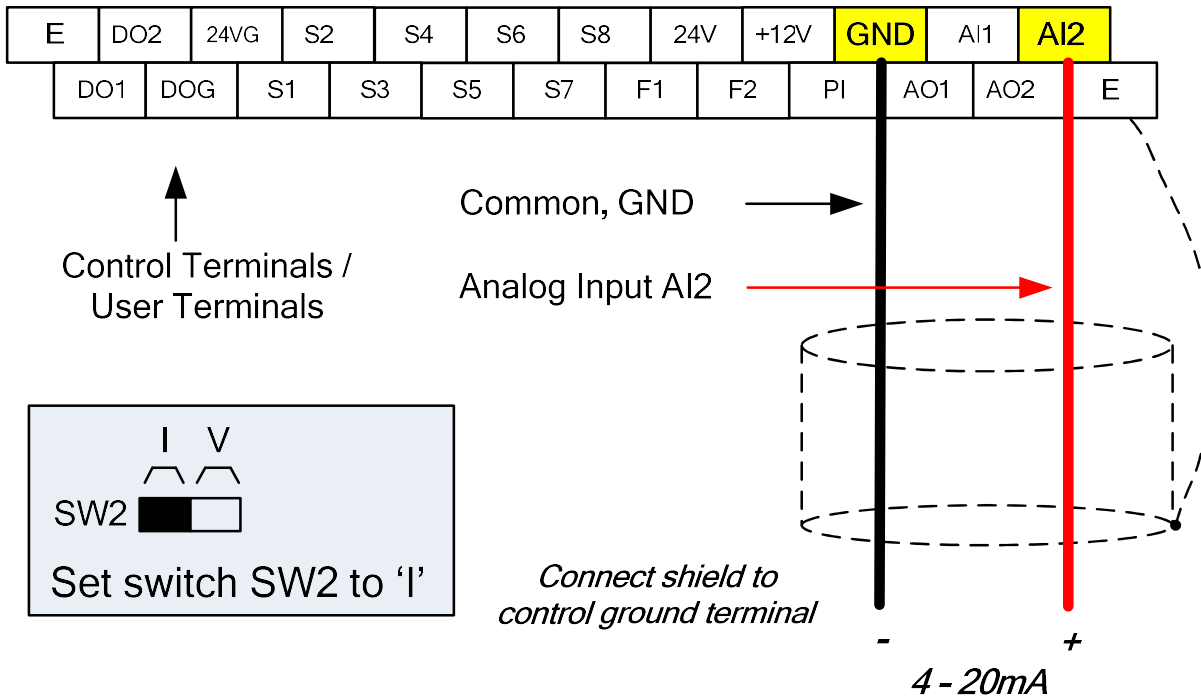 E DO2 24VG S2 S4 S6 S8 24V +12V GND AI1 AI2
DO1 DOG S1 S3 S5 S7 F1 F2 PI AO1 AO2 E
Common, GND
Control Terminals /
User Terminals
Analog Input AI2
I V
SW2
Set switch SW2 to ‘I’
Connect shield to
control ground terminal
- +
4 - 20mA